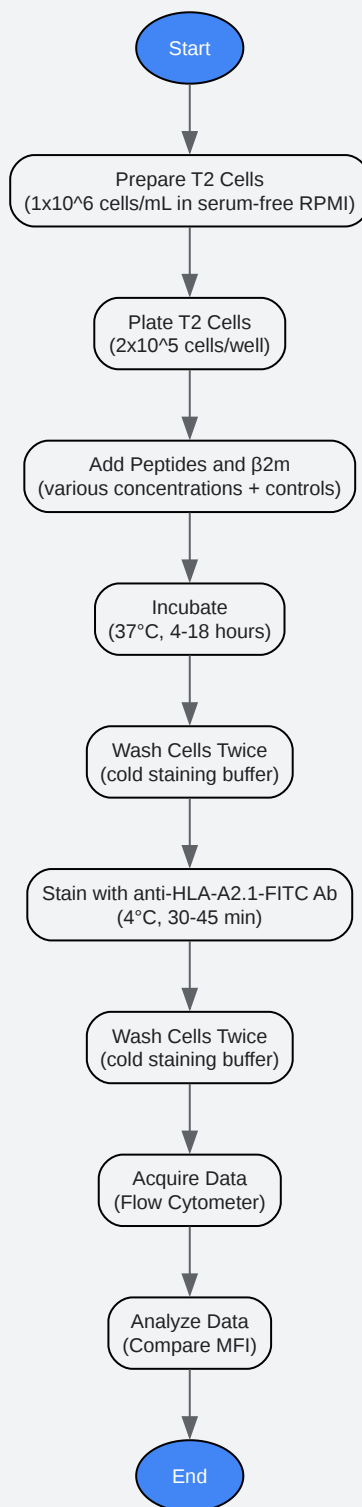 Start
Prepare T2 Cells
(1x10^6 cells/mL in serum-free RPMI)
Plate T2 Cells
(2x10^5 cells/well)
Add Peptides and β2m
(various concentrations + controls)
Incubate
(37°C, 4-18 hours)
Wash Cells Twice
(cold staining buffer)
Stain with anti-HLA-A2.1-FITC Ab
(4°C, 30-45 min)
Wash Cells Twice
(cold staining buffer)
Acquire Data
(Flow Cytometer)
Analyze Data
(Compare MFI)
End